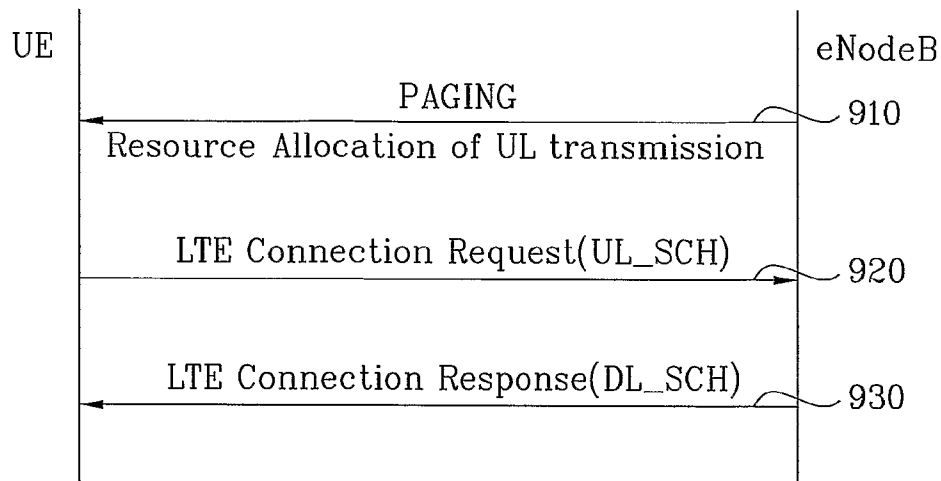 UE
eNodeB
PAGING
910
Resource Allocation of UL transmission
LTE Connection Request(UL_SCH)
920
LTE Connection Response(DL_SCH)
930